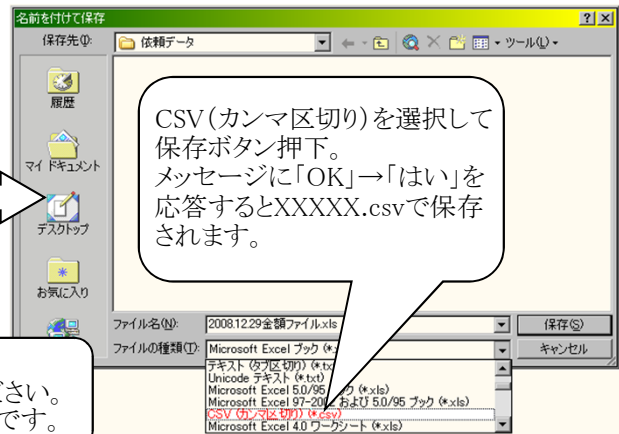 名前を付けて保存
保存先(I):
依頼データ
ツール(L)
履歴
マイ ドキュメント
デスクトップ
お気に入り
CSV(カンマ区切り)を選択して
保存ボタン押下。
メッセージに「OK」→「はい」を
応答するとXXXXX.csvで保存
されます。
ファイル名(N):
2008.12.29金額ファイル.xls
保存(S)
ファイルの種類(T):
Microsoft Excel ブック (*.
キャンセル
テキスト (タブ区切り) (*.tx
Unicode テキスト (*.txt)
Microsoft Excel 5.0/95 ブック (*.xls)
Microsoft Excel 97-2002 および 5.0/95 ブック (*.xls)
CSV (カンマ区切り) (*.csv)
Microsoft Excel 4.0 ワークシート (*.xls)
ださい。
です。